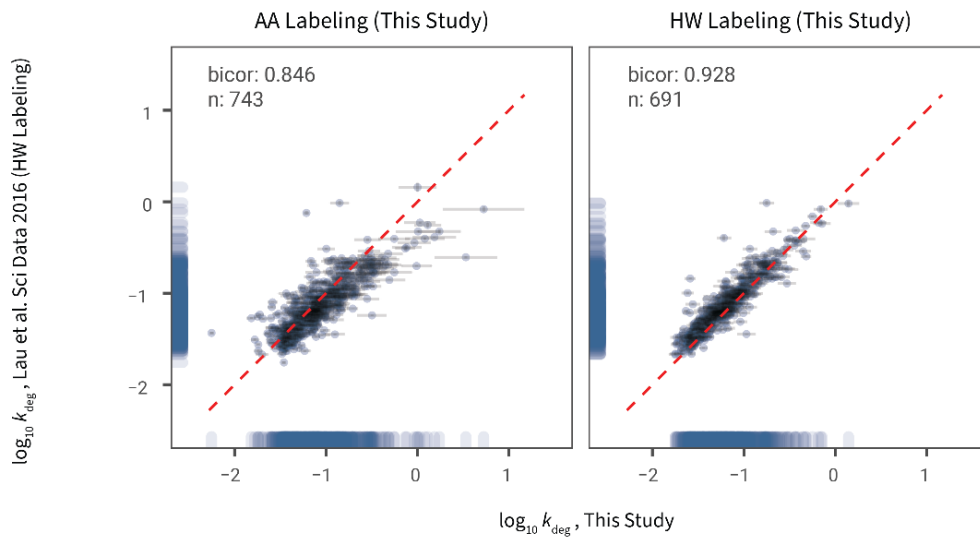 AA Labeling (This Study)
HW Labeling (This Study)
bicor: 0.846
n: 743
bicor: 0.928
n: 691
log₁₀ k_deg, Lau et al. Sci Data 2016 (HW Labeling)
1
0
−1
−2
−2
−1
0
1
−2
−1
0
1
log₁₀ k_deg, This Study